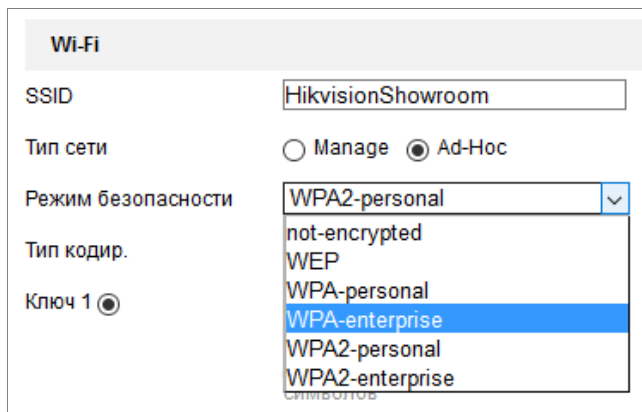 Wi-Fi
SSID HikvisionShowroom
Тип сети Manage Ad-Hoc
Режим безопасности WPA2-personal
not-encrypted
Тип кодир. WEP
WPA-personal
Ключ 1 WPA-enterprise
WPA2-personal
WPA2-enterprise
символов